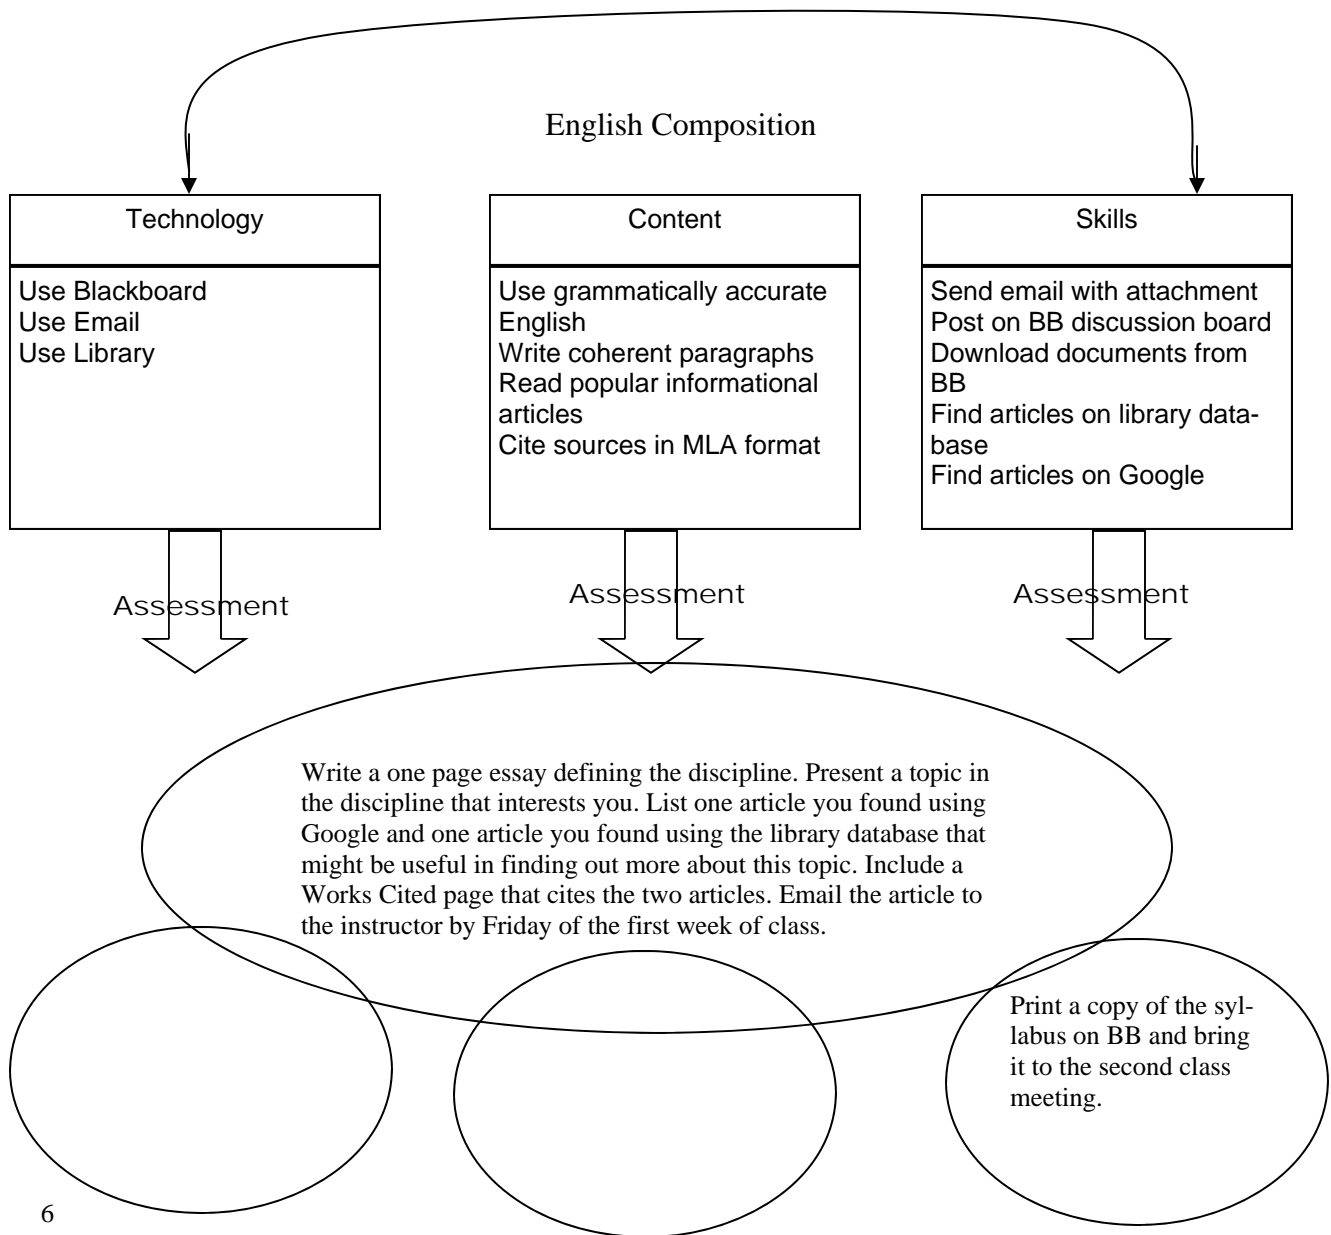 English Composition
Technology
Use Blackboard
Use Email
Use Library
Content
Use grammatically accurate
English
Write coherent paragraphs
Read popular informational
articles
Cite sources in MLA format
Skills
Send email with attachment
Post on BB discussion board
Download documents from
BB
Find articles on library data-
base
Find articles on Google
Assessment
Assessment
Assessment
Write a one page essay defining the discipline. Present a topic in
the discipline that interests you. List one article you found using
Google and one article you found using the library database that
might be useful in finding out more about this topic. Include a
Works Cited page that cites the two articles. Email the article to
the instructor by Friday of the first week of class.
Print a copy of the syl-
labus on BB and bring
it to the second class
meeting.
6